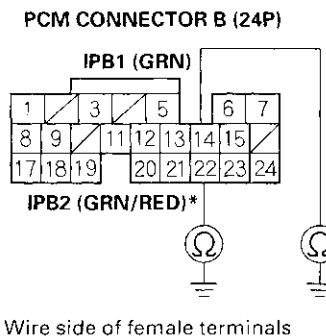 PCM CONNECTOR B (24P)
IPB1 (GRN)
1 3 5 6 7
8 9 11 12 13 14 15
17 18 19 20 21 22 23 24
IPB2 (GRN/RED)*
Ω Ω
Wire side of female terminals